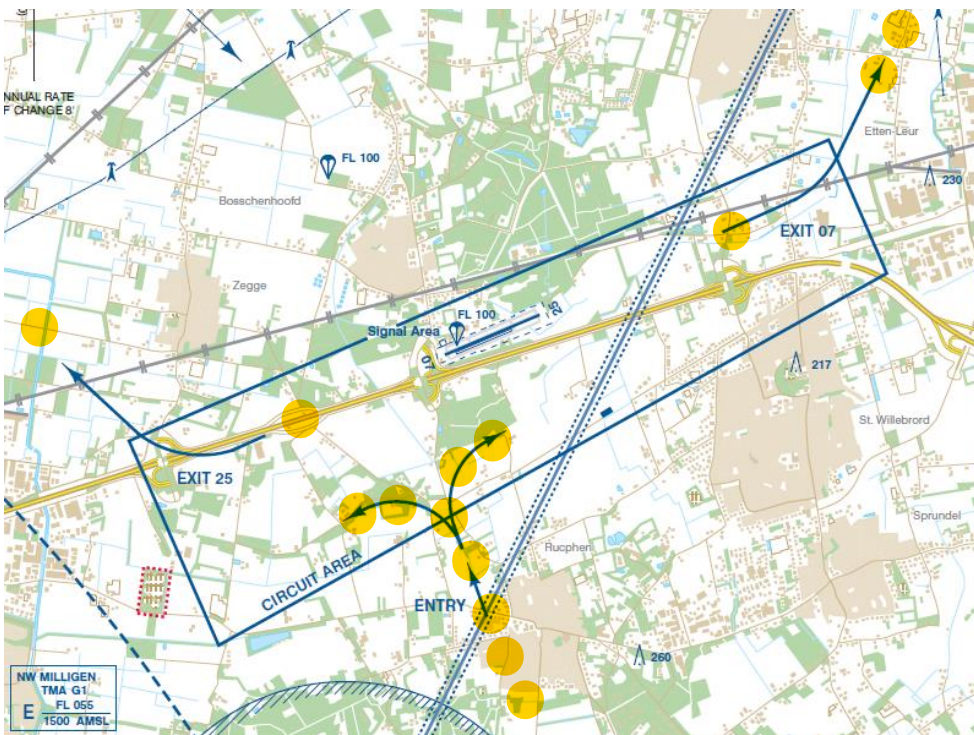 NNUAL RATE
F CHANGE 8'
FL 100
Bosschenhoofd
Zegge
Etten-Leur
230
EXIT 07
FL 100
Signal Area
25
07
217
St. Willebrord
EXIT 25
CIRCUIT AREA
ENTRY
Rucphen
Sprundel
260
NW MILLIGEN
TMA G1
E FL 055
1500 AMSL